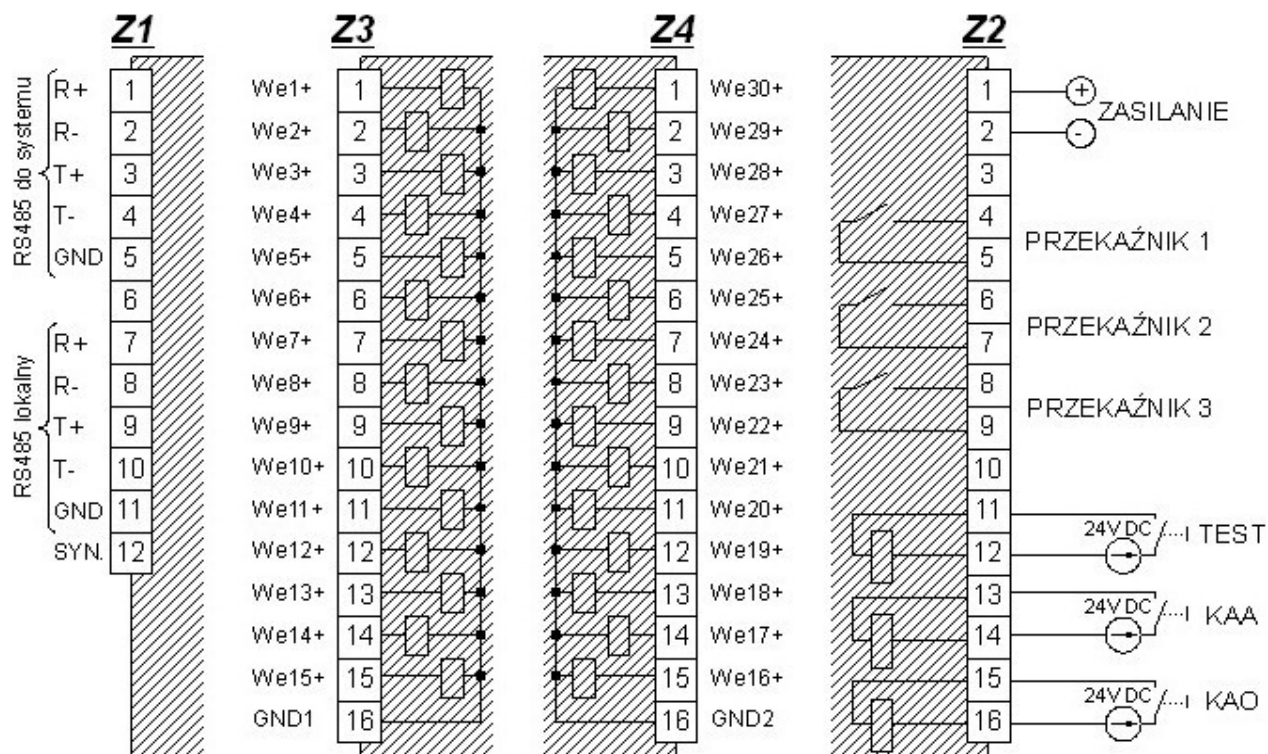 Z1
Z3
Z4
Z2
RS485 do systemu
R+ 1
R- 2
T+ 3
T- 4
GND 5
6
RS485 lokalny
R+ 7
R- 8
T+ 9
T- 10
GND 11
SYN. 12
We1+ 1
We2+ 2
We3+ 3
We4+ 4
We5+ 5
We6+ 6
We7+ 7
We8+ 8
We9+ 9
We10+ 10
We11+ 11
We12+ 12
We13+ 13
We14+ 14
We15+ 15
GND1 16
1 We30+
2 We29+
3 We28+
4 We27+
5 We26+
6 We25+
7 We24+
8 We23+
9 We22+
10 We21+
11 We20+
12 We19+
13 We18+
14 We17+
15 We16+
16 GND2
1 +
ZASILANIE
2 -
3
4
PRZEKAŹNIK 1
5
6
PRZEKAŹNIK 2
7
8
PRZEKAŹNIK 3
9
10
11
24V DC TEST
12
13
24V DC KAA
14
15
24V DC KAO
16